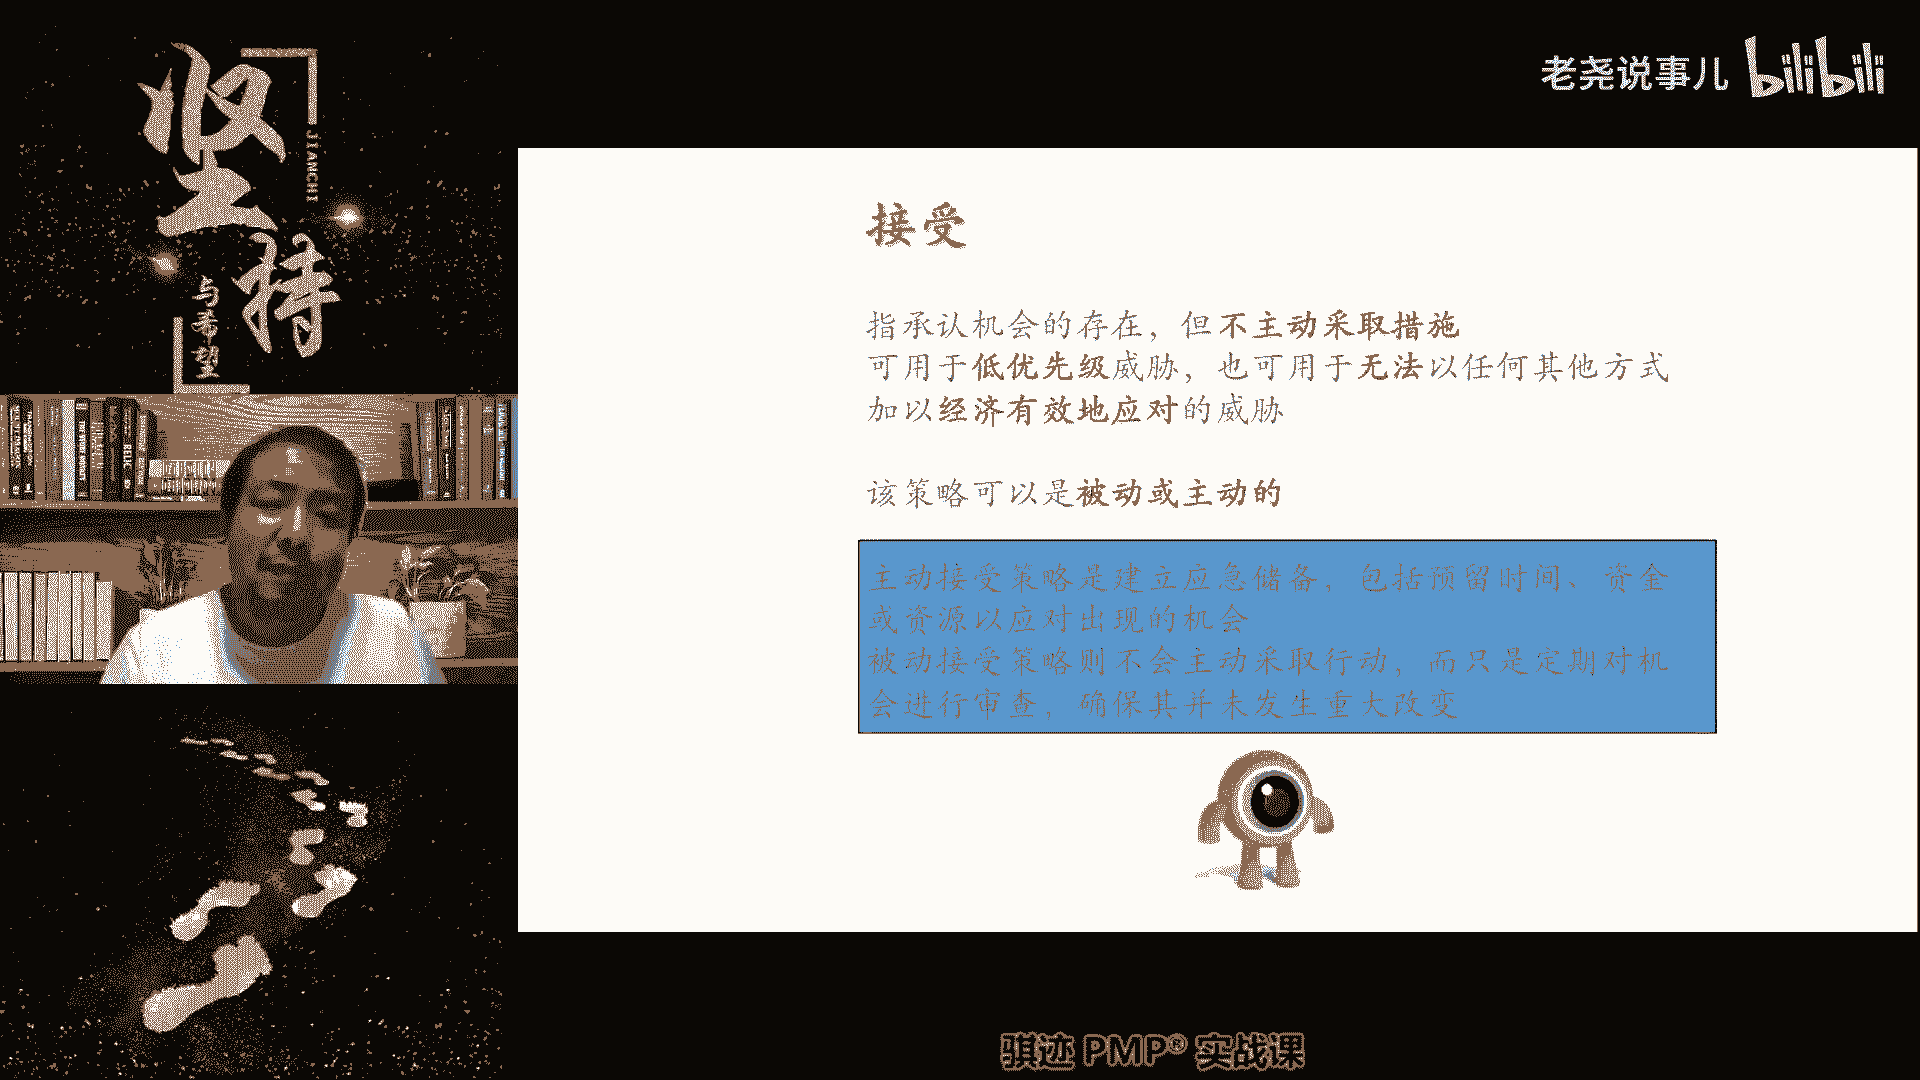 坚持
JIANCHI
与希望
老尧说事儿 bilibili
接受
指承认机会的存在，但不主动采取措施
可用于低优先级威胁，也可用于无法以任何其他方式
加以经济有效地应对的威胁
该策略可以是被动或主动的
主动接受策略是建立应急储备，包括预留时间、资金
或资源以应对出现的机会
被动接受策略则不会主动采取行动，而只是定期对机
会进行审查，确保其并未发生重大改变
骐迹 PMP® 实战课